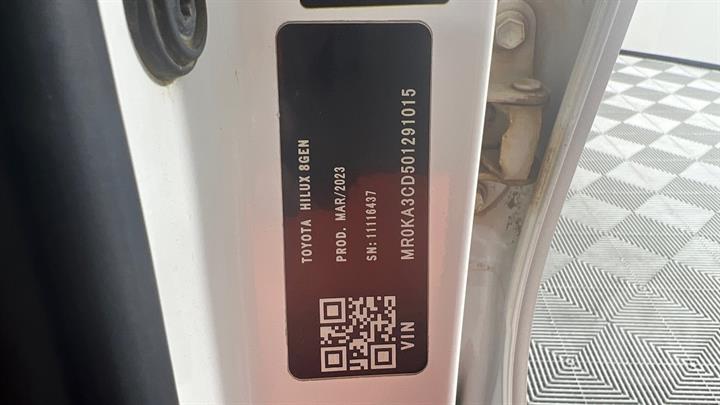 TOYOTA HILUX 8GEN
PROD. MAR/2023
SN: 11116437
MR0KA3CD501291015
VIN